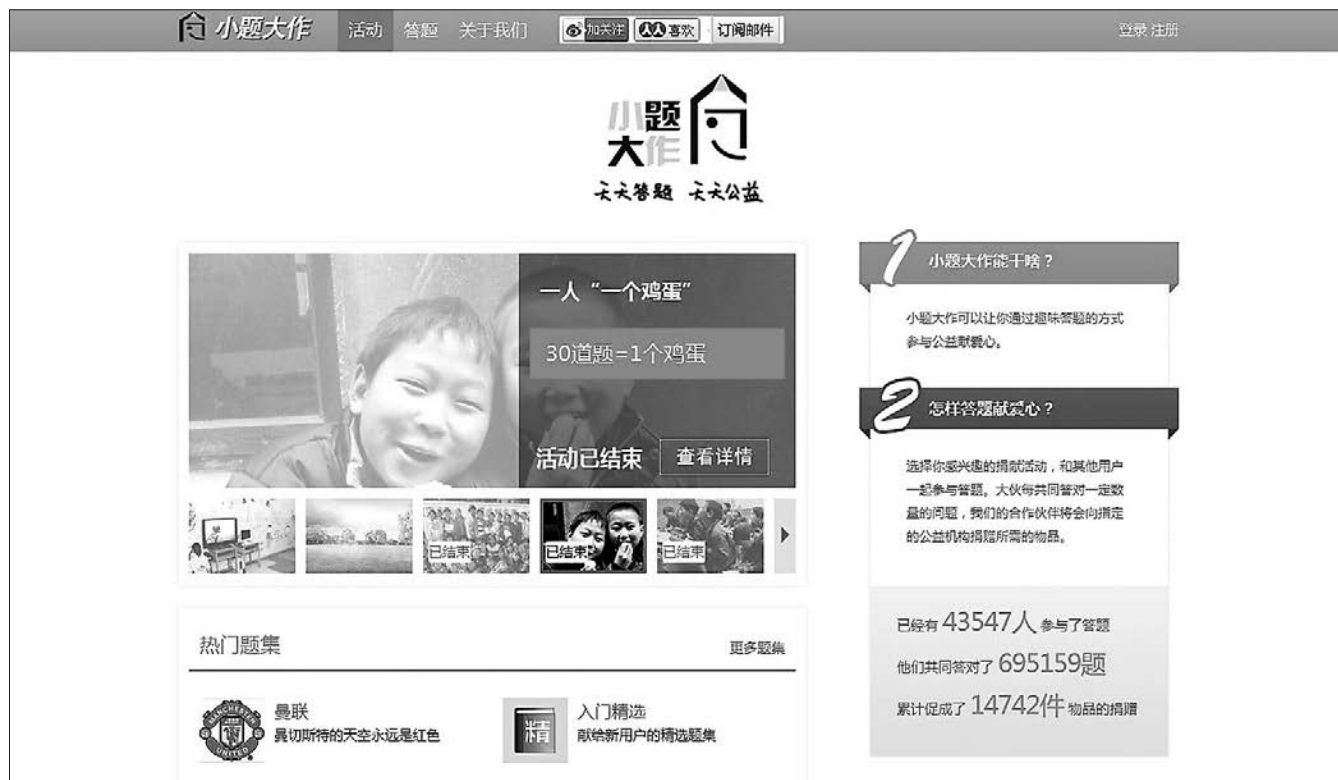 小题大作 活动 答题 关于我们 加关注 喜欢 订阅邮件 登录 注册
小题
大作
天天答题 天天公益
一人“一个鸡蛋”
30道题=1个鸡蛋
活动已结束 查看详情
已结束 已结束 已结束
热门题集 更多题集
MANCHESTER UNITED
曼联
曼切斯特的天空永远是红色
精
入门精选
献给新用户的精选题集
1 小题大作能干啥？
小题大作可以让你通过趣味答题的方式
参与公益献爱心。
2 怎样答题献爱心？
选择你感兴趣的捐献活动，和其他用户
一起参与答题。大伙每共同答对一定数
量的问题，我们的合作伙伴将会向指定
的公益机构捐赠所需的物品。
已经有 43547人 参与了答题
他们共同答对了 695159题
累计促成了 14742件 物品的捐赠